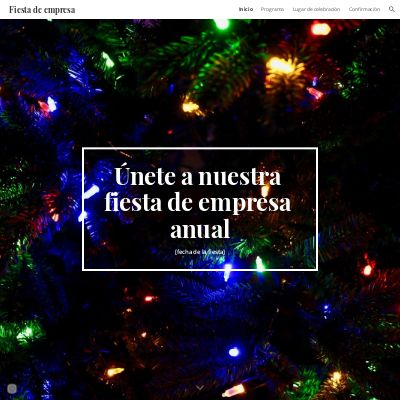 Fiesta de empresa
Inicio Programa Lugar de celebración Confirmación
Únete a nuestra
fiesta de empresa
anual
[fecha de la fiesta]